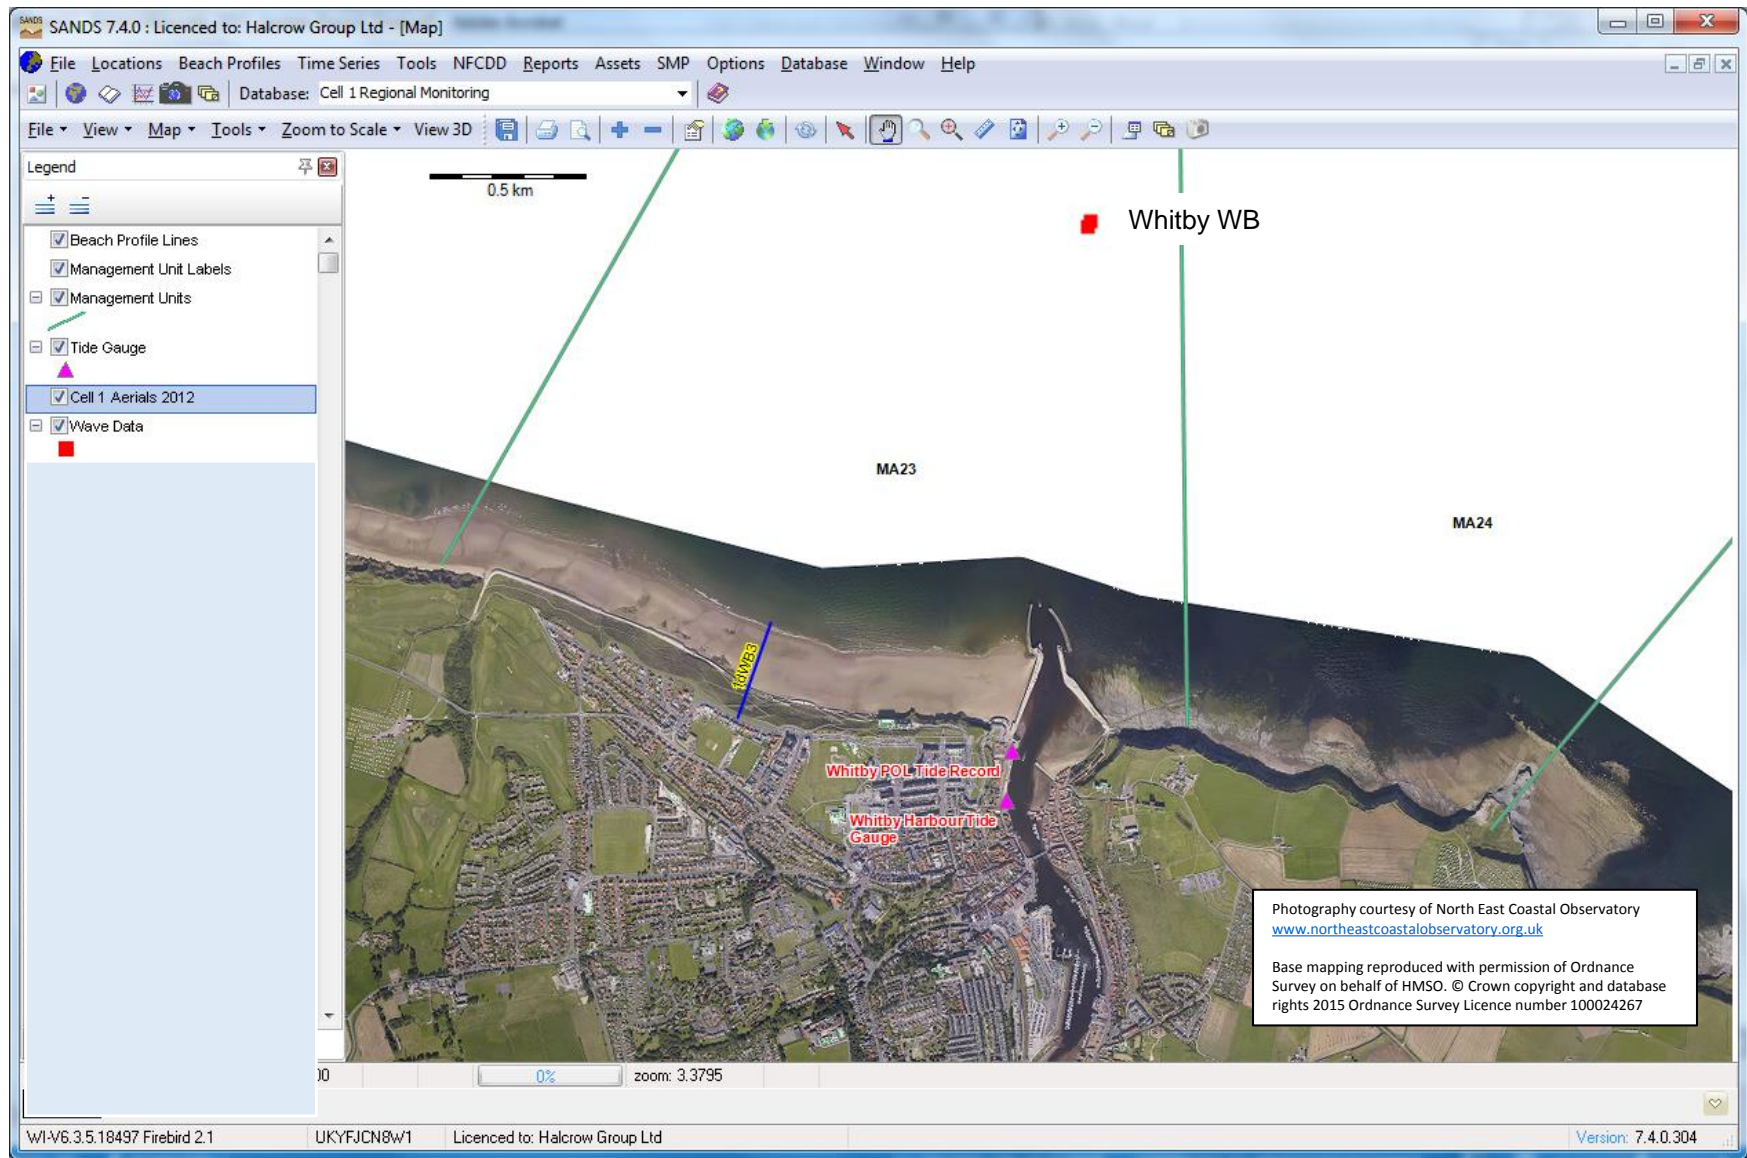 SANDS
SANDS 7.4.0 : Licenced to: Halcrow Group Ltd - [Map]
File Locations Beach Profiles Time Series Tools NFCDD Reports Assets SMP Options Database Window Help
Database: Cell 1 Regional Monitoring
File View Map Tools Zoom to Scale View 3D
Legend
Beach Profile Lines
Management Unit Labels
Management Units
Tide Gauge
Cell 1 Aerials 2012
Wave Data
0.5 km
Whitby WB
MA23
MA24
1dWB3
Whitby POL Tide Record
Whitby Harbour Tide
Gauge
Photography courtesy of North East Coastal Observatory
www.northeastcoastalobservatory.org.uk
Base mapping reproduced with permission of Ordnance
Survey on behalf of HMSO. © Crown copyright and database
rights 2015 Ordnance Survey Licence number 100024267
0% zoom: 3.3795
WI-V6.3.5.18497 Firebird 2.1 UKYFJCN8W1 Licenced to: Halcrow Group Ltd Version: 7.4.0.304